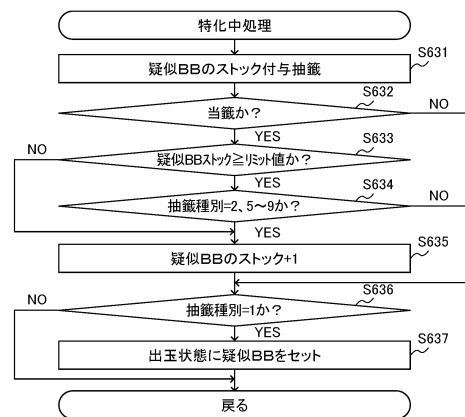 特化中処理
S631
疑似BBのストック付与抽籤
S632
当籤か?
NO
YES
S633
NO
疑似BBストック≧リミット値か?
YES
S634
NO
抽籤種別=2、5~9か?
YES
S635
疑似BBのストック+1
S636
NO
抽籤種別=1か?
YES
S637
出玉状態に疑似BBをセット
戻る